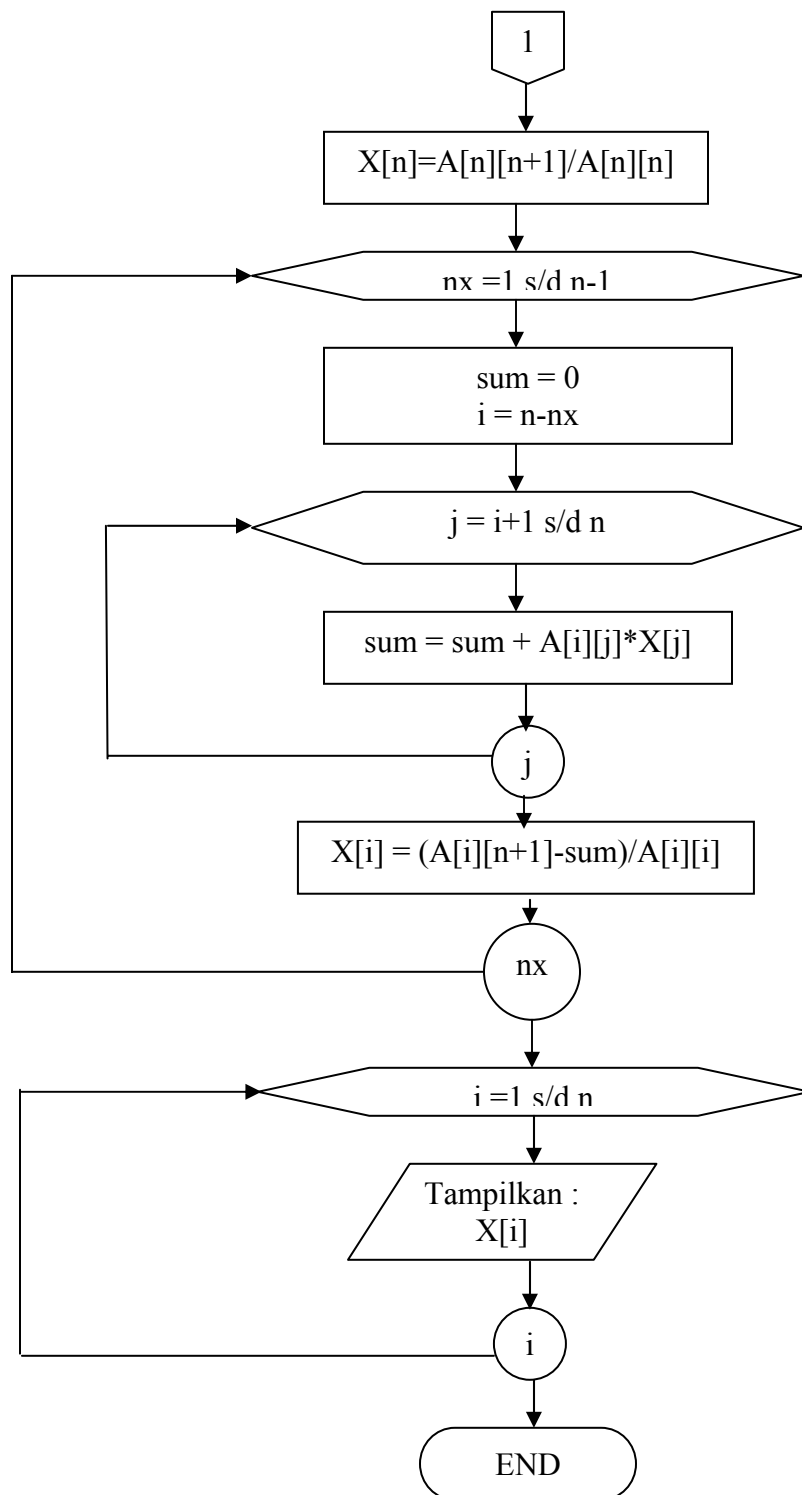 1
X[n]=A[n][n+1]/A[n][n]
nx =1 s/d n-1
sum = 0
i = n-nx
j = i+1 s/d n
sum = sum + A[i][j]*X[j]
j
X[i] = (A[i][n+1]-sum)/A[i][i]
nx
i =1 s/d n
Tampilkan :
X[i]
i
END